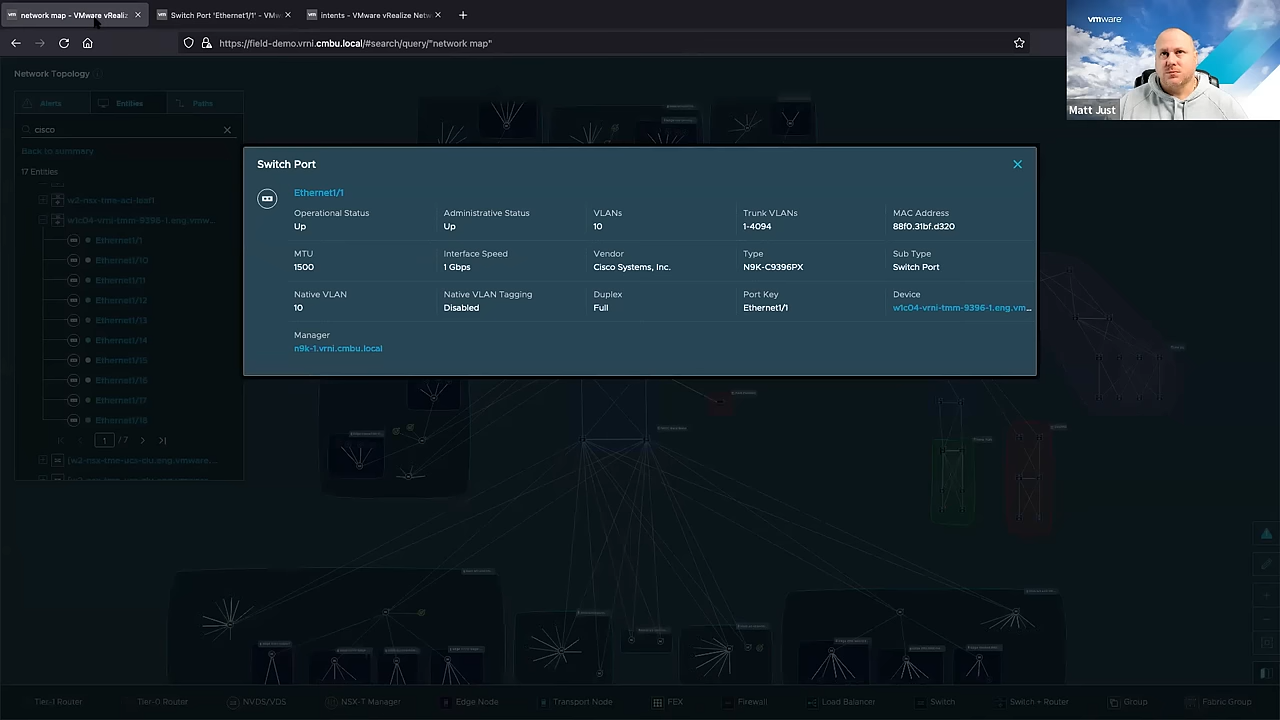 network map - VMware vRealiz
Switch Port 'Ethernet1/1' - VMw
intents - VMware vRealize Netw
https://field-demo.vrni.cmbu.local/#search/query/"network map"
vmware
Matt Just
Network Topology
Alerts
Entities
Paths
cisco
Back to summary
17 Entities
w2-nsx-tme-aci-leaf1
w1c04-vrni-tmm-9396-1.eng.vmw...
Ethernet1/1
Ethernet1/10
Ethernet1/11
Ethernet1/12
Ethernet1/13
Ethernet1/14
Ethernet1/15
Ethernet1/16
Ethernet1/17
Ethernet1/18
1 / 7
Switch Port
Ethernet1/1
Operational Status
Up
Administrative Status
Up
VLANs
10
Trunk VLANs
1-4094
MAC Address
88f0.31bf.d320
MTU
1500
Interface Speed
1 Gbps
Vendor
Cisco Systems, Inc.
Type
N9K-C9396PX
Sub Type
Switch Port
Native VLAN
10
Native VLAN Tagging
Disabled
Duplex
Full
Port Key
Ethernet1/1
Device
w1c04-vrni-tmm-9396-1.eng.vm...
Manager
n9k-1.vrni.cmbu.local
Tier-1 Router
Tier-0 Router
NVDS/VDS
NSX-T Manager
Edge Node
Transport Node
FEX
Firewall
Load Balancer
Switch
Switch + Router
Group
Fabric Group